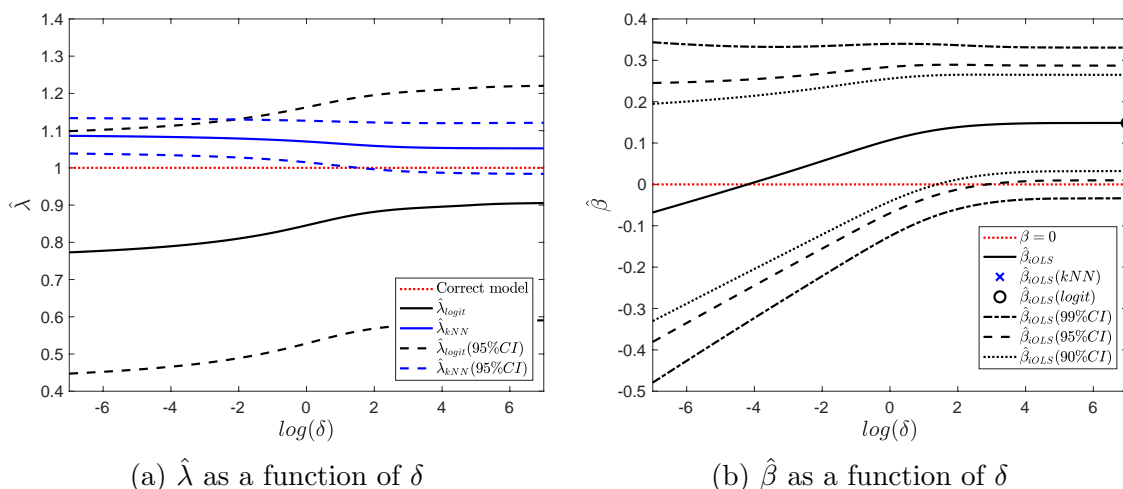 1.4
1.3
1.2
1.1
1
0.9
0.8
0.7
0.6
0.5
0.4
λ̂
-6 -4 -2 0 2 4 6
log(δ)
Correct model
λ̂_logit
λ̂_kNN
λ̂_logit(95%CI)
λ̂_kNN(95%CI)
(a) λ̂ as a function of δ
0.4
0.3
0.2
0.1
0
-0.1
-0.2
-0.3
-0.4
-0.5
β̂
-6 -4 -2 0 2 4 6
log(δ)
β = 0
β̂_iOLS
β̂_iOLS(kNN)
β̂_iOLS(logit)
β̂_iOLS(99%CI)
β̂_iOLS(95%CI)
β̂_iOLS(90%CI)
(b) β̂ as a function of δ